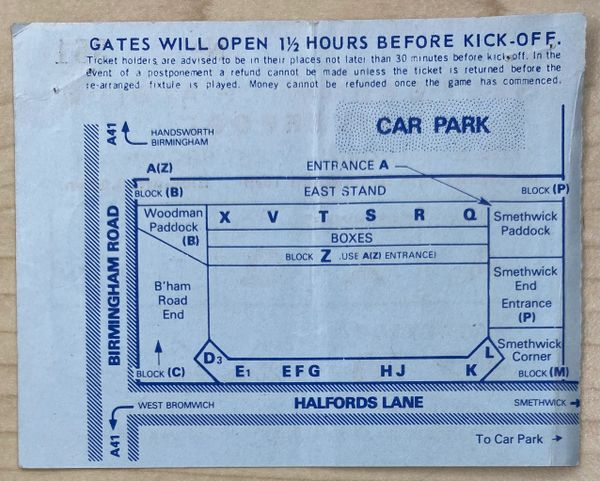 GATES WILL OPEN 1½ HOURS BEFORE KICK-OFF.
Ticket holders are advised to be in their places not later than 30 minutes before kick-off. In the
event of a postponement a refund cannot be made unless the ticket is returned before the
re-arranged fixture is played. Money cannot be refunded once the game has commenced.
A41
HANDSWORTH
BIRMINGHAM
CAR PARK
A(Z)
ENTRANCE A
BLOCK (B)
EAST STAND
BLOCK (P)
Woodman
Paddock
(B)
X V T S R Q
Smethwick
Paddock
BOXES
BLOCK Z (USE A(Z) ENTRANCE)
BIRMINGHAM ROAD
B'ham
Road
End
Smethwick
End
Entrance
(P)
Smethwick
Corner
D3
L
BLOCK (C)
E1 E F G H J K
BLOCK (M)
A41
WEST BROMWICH
HALFORDS LANE
SMETHWICK
To Car Park